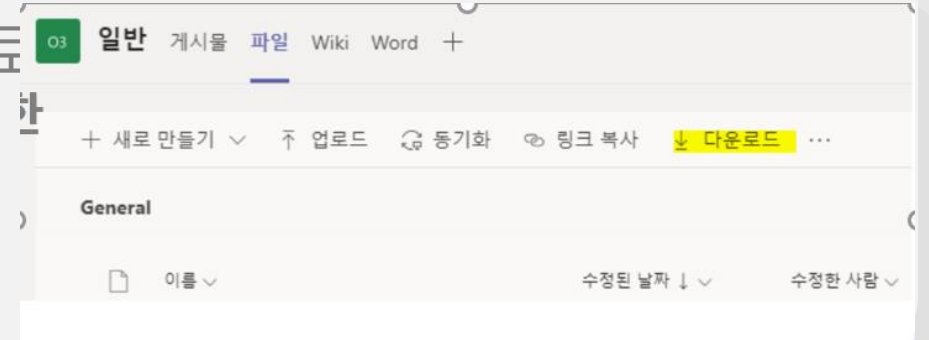 O3 일반 게시물 파일 Wiki Word +
한
+ 새로 만들기 업로드 동기화 링크 복사 다운로드 ...
General
이름 수정된 날짜 ↓ 수정한 사람